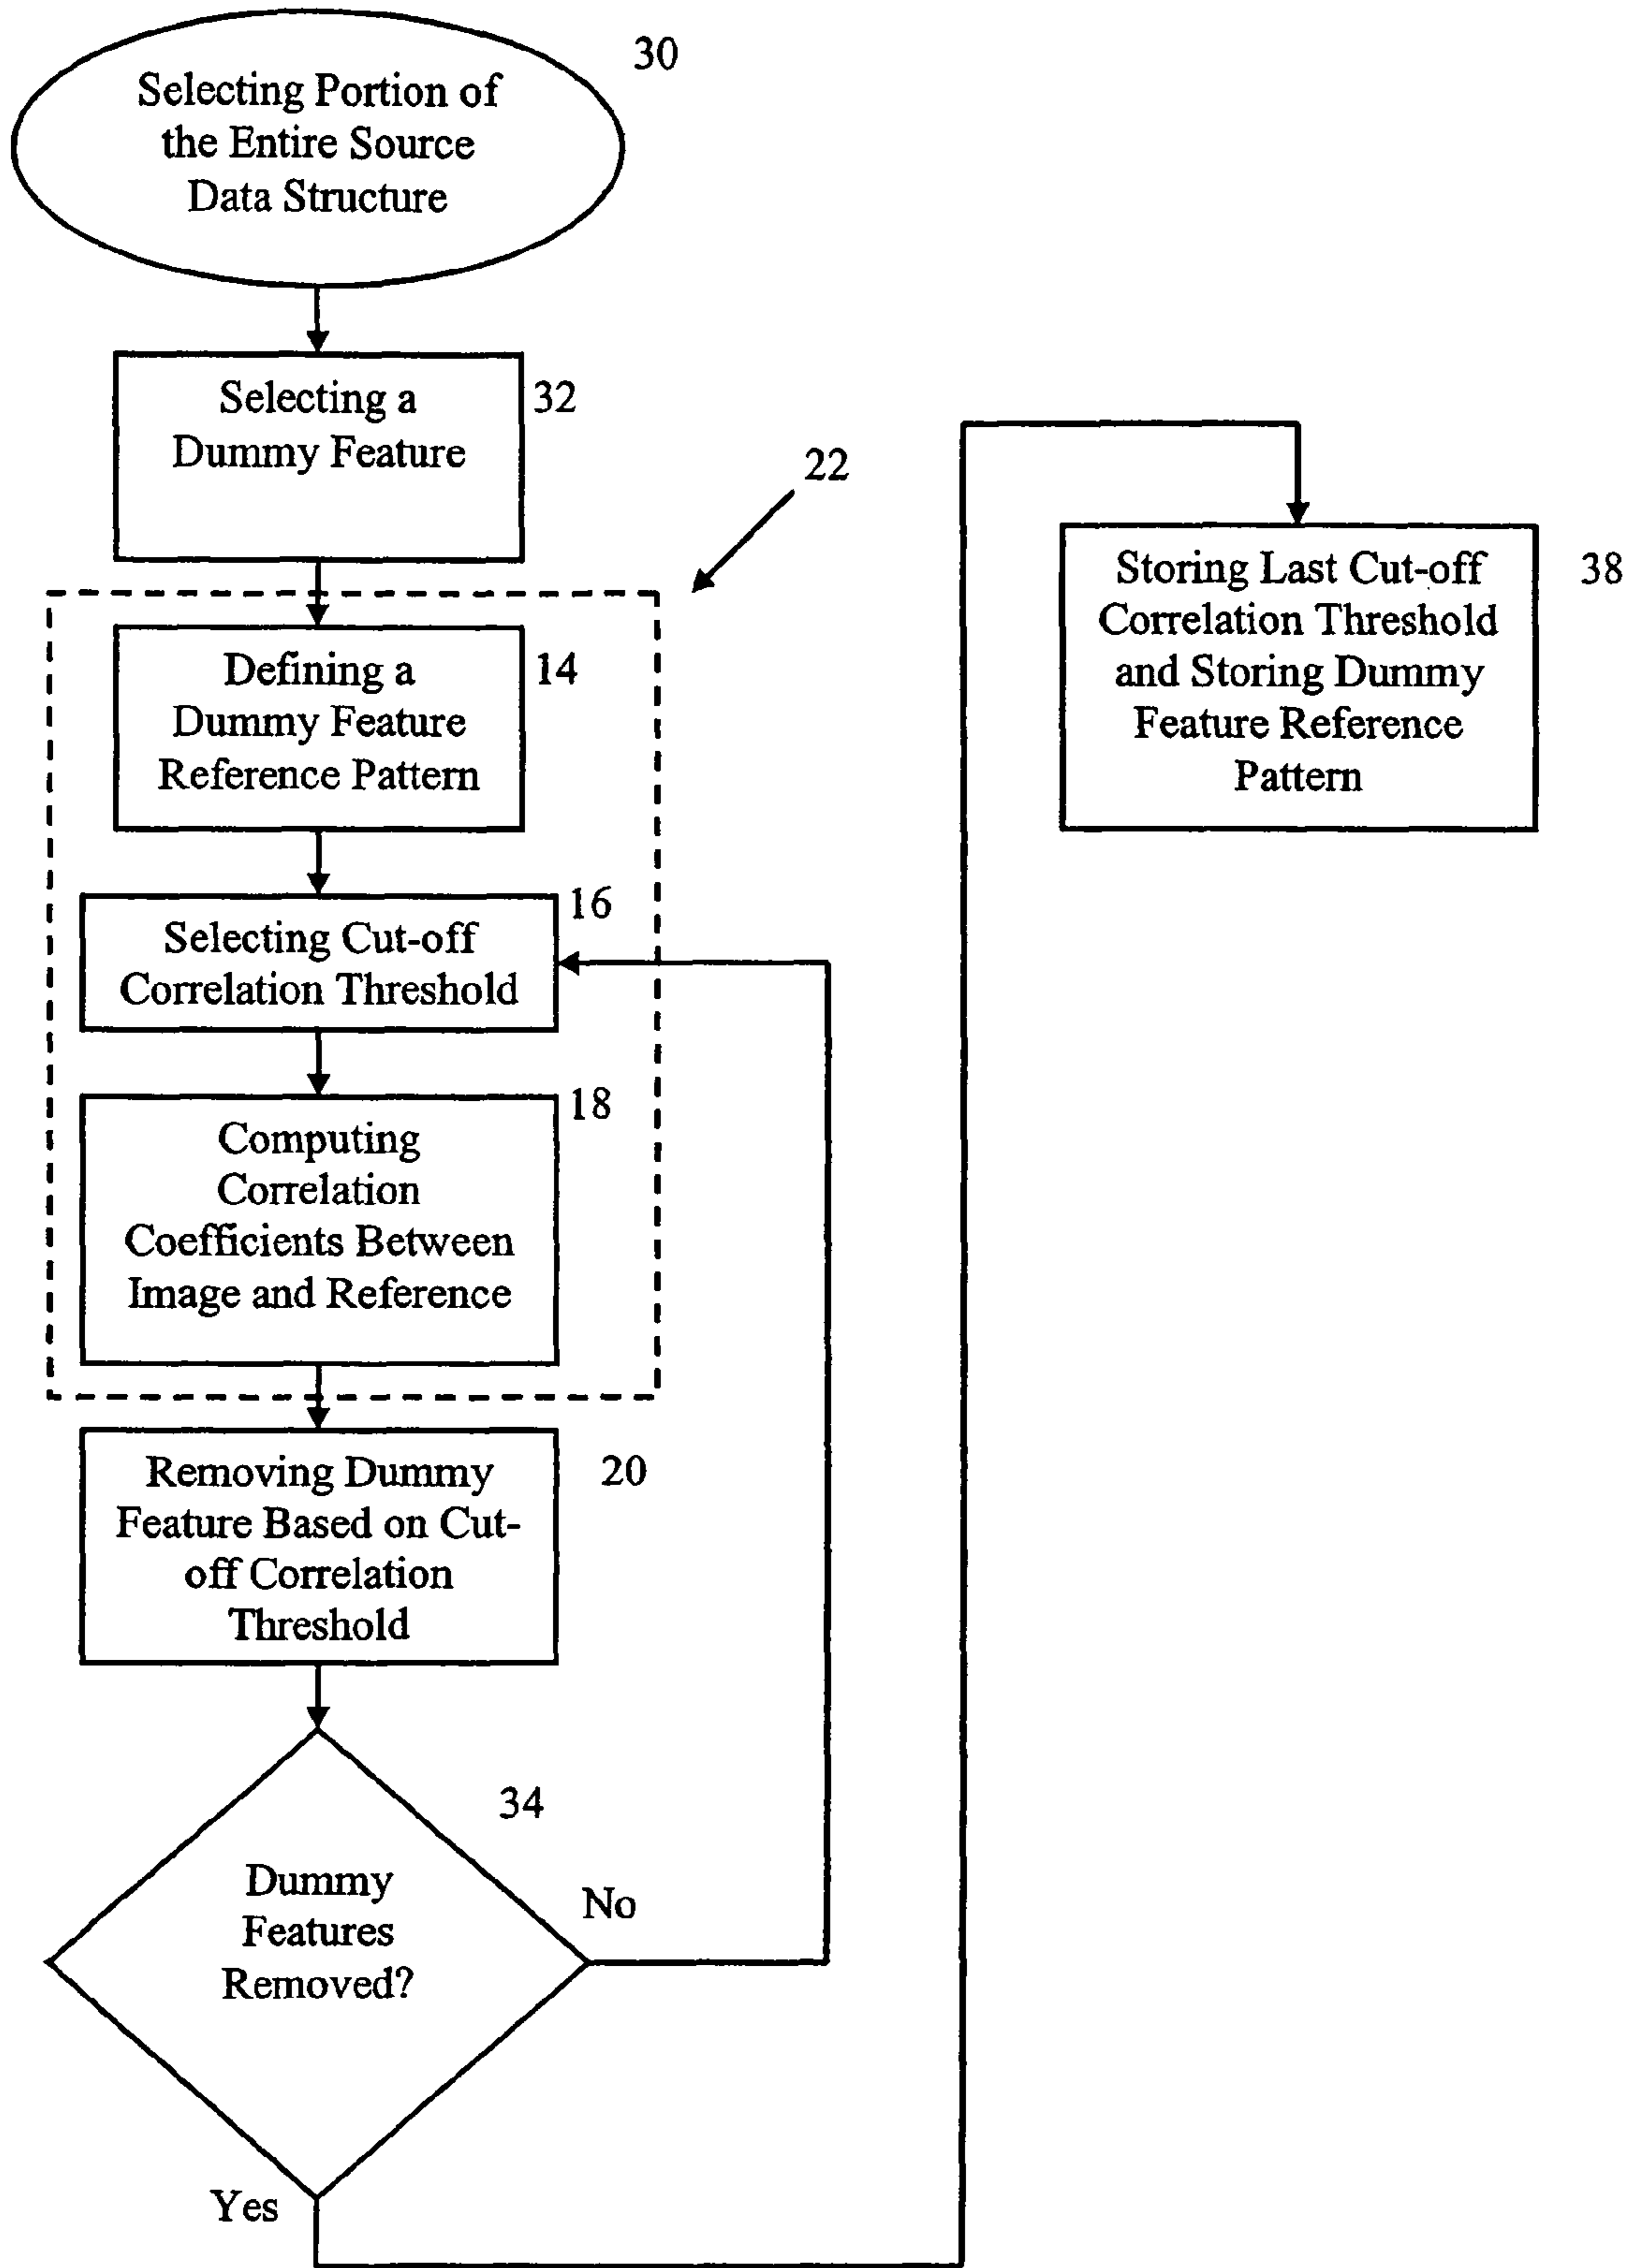 30
Selecting Portion of
the Entire Source
Data Structure
Selecting a
Dummy Feature
32
22
Defining a
Dummy Feature
Reference Pattern
14
16
Selecting Cut-off
Correlation Threshold
18
Computing
Correlation
Coefficients Between
Image and Reference
Removing Dummy
Feature Based on Cut-
off Correlation
Threshold
20
34
Dummy
Features
Removed?
No
Yes
Storing Last Cut-off
Correlation Threshold
and Storing Dummy
Feature Reference
Pattern
38